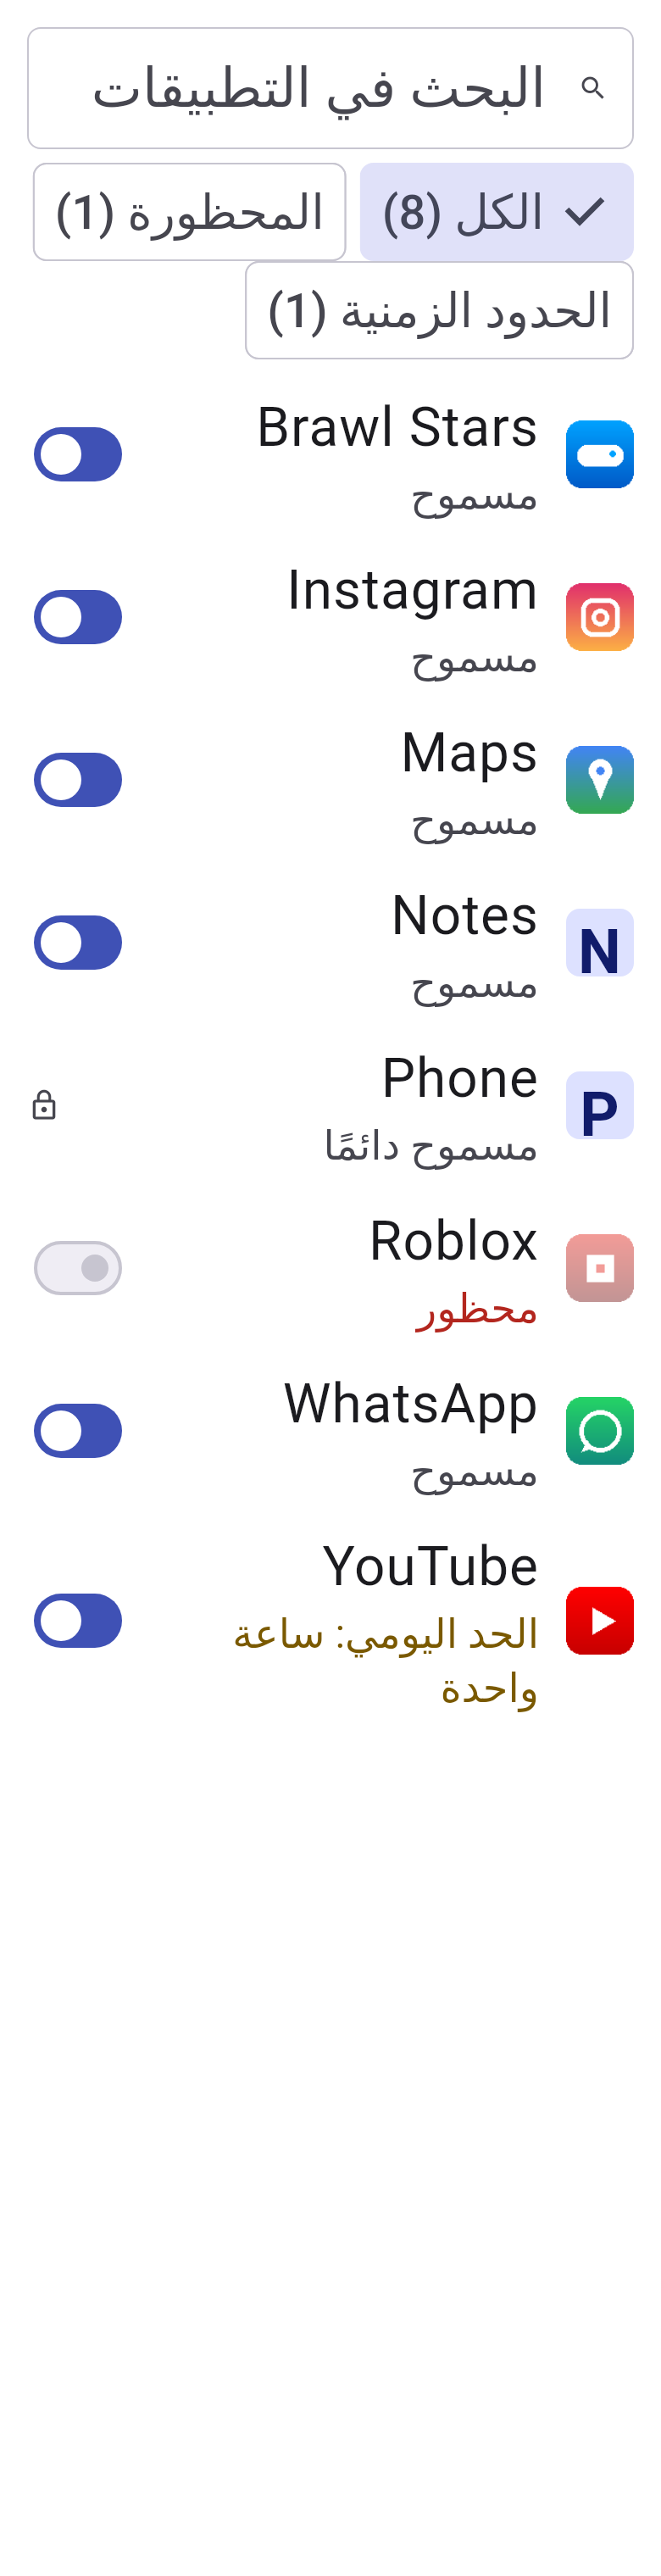 البحث في التطبيقات
الكل (8)
المحظورة (1)
الحدود الزمنية (1)
Brawl Stars
مسموح
Instagram
مسموح
Maps
مسموح
N
Notes
مسموح
P
Phone
مسموح دائمًا
Roblox
محظور
WhatsApp
مسموح
YouTube
الحد اليومي: ساعة
واحدة